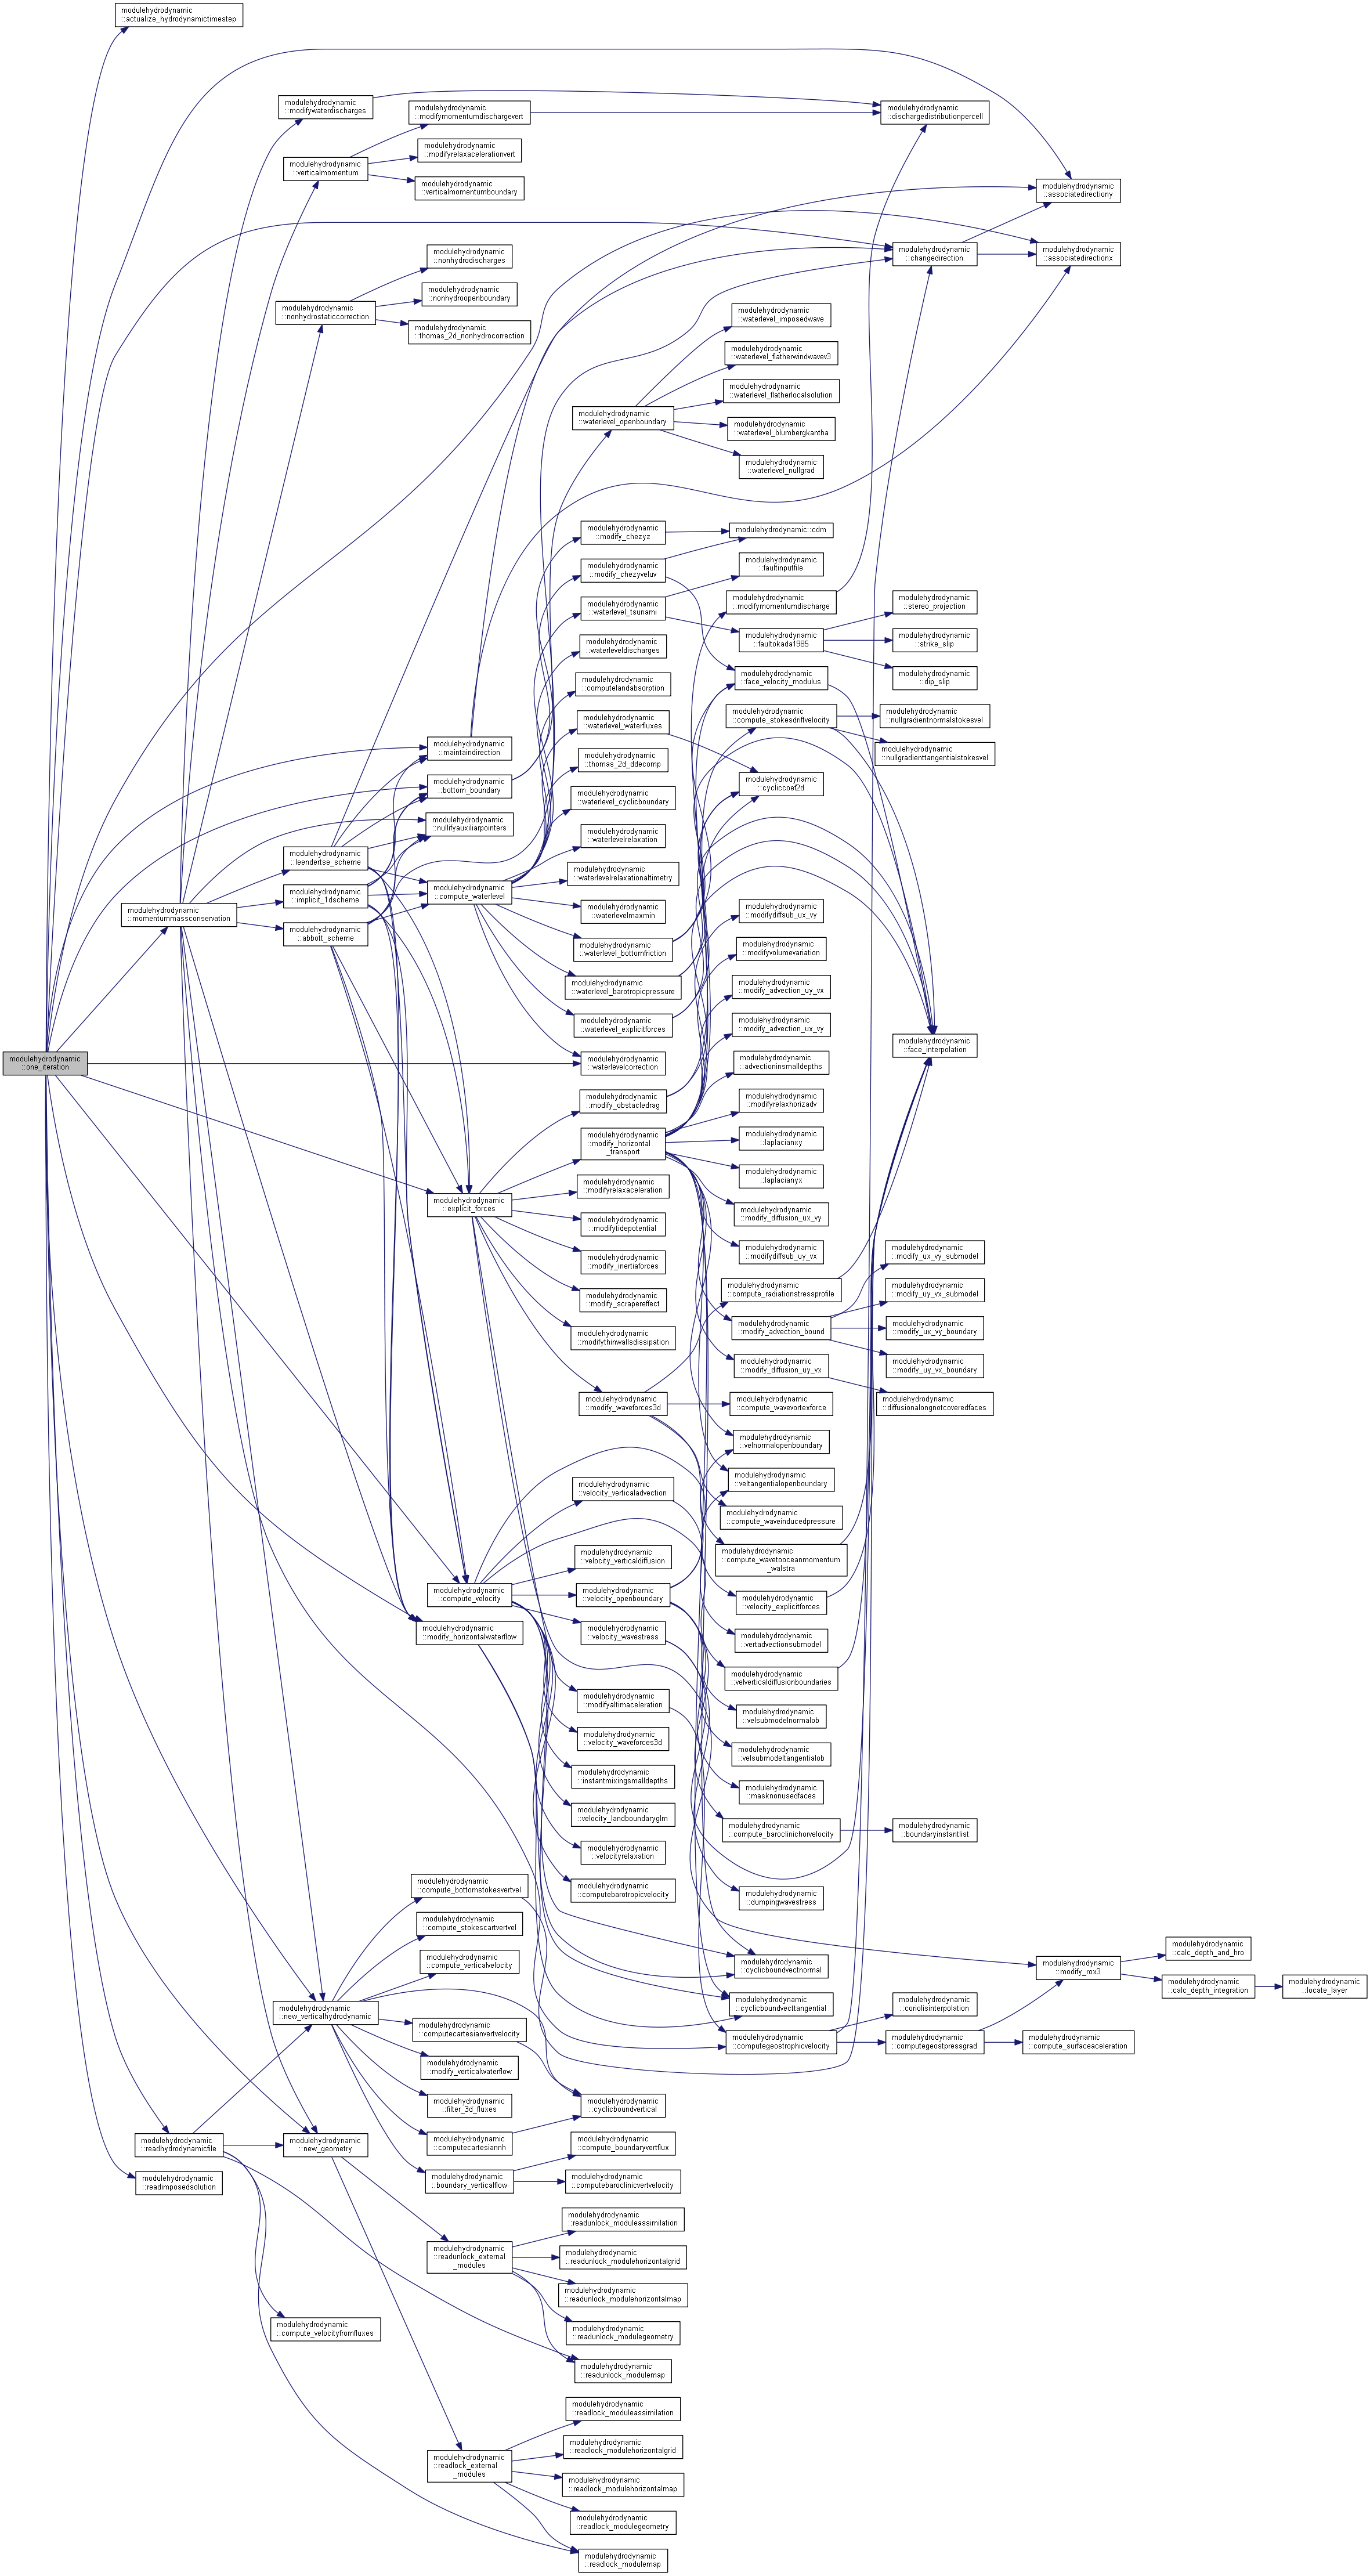 modulehydrodynamic
::actualize_hydrodynamictimestep
modulehydrodynamic
::modifywaterdischarges
modulehydrodynamic
::modifymomentumdischargevert
modulehydrodynamic
::dischargedistributionpercell
modulehydrodynamic
::modifyrelaxacelerationvert
modulehydrodynamic
::verticalmomentum
modulehydrodynamic
::verticalmomentumboundary
modulehydrodynamic
::associatedirectiony
modulehydrodynamic
::nonhydrodischarges
modulehydrodynamic
::changedirection
modulehydrodynamic
::associatedirectionx
modulehydrodynamic
::nonhydroopenboundary
modulehydrodynamic
::nonhydrostaticcorrection
modulehydrodynamic
::thomas_2d_nonhydrocorrection
modulehydrodynamic
::waterlevel_imposedwave
modulehydrodynamic
::waterlevel_flatherwindwavev3
modulehydrodynamic
::waterlevel_flatherlocalsolution
modulehydrodynamic
::waterlevel_openboundary
modulehydrodynamic
::waterlevel_blumbergkantha
modulehydrodynamic
::waterlevel_nullgrad
modulehydrodynamic
::modify_chezyz
modulehydrodynamic::cdm
modulehydrodynamic
::modify_chezyveluv
modulehydrodynamic
::faultinputfile
modulehydrodynamic
::waterlevel_tsunami
modulehydrodynamic
::modifymomentumdischarge
modulehydrodynamic
::stereo_projection
modulehydrodynamic
::waterleveldischarges
modulehydrodynamic
::faultokada1985
modulehydrodynamic
::strike_slip
modulehydrodynamic
::computelandabsorption
modulehydrodynamic
::face_velocity_modulus
modulehydrodynamic
::dip_slip
modulehydrodynamic
::waterlevel_waterfluxes
modulehydrodynamic
::compute_stokesdriftvelocity
modulehydrodynamic
::nullgradientnormalstokesvel
modulehydrodynamic
::maintaindirection
modulehydrodynamic
::thomas_2d_ddecomp
modulehydrodynamic
::nullgradienttangentialstokesvel
modulehydrodynamic
::bottom_boundary
modulehydrodynamic
::waterlevel_cyclicboundary
modulehydrodynamic
::cycliccoef2d
modulehydrodynamic
::nullifyauxiliarpointers
modulehydrodynamic
::waterlevelrelaxation
modulehydrodynamic
::leendertse_scheme
modulehydrodynamic
::implicit_1dscheme
modulehydrodynamic
::compute_waterlevel
modulehydrodynamic
::waterlevelrelaxationaltimetry
modulehydrodynamic
::momentummassconservation
modulehydrodynamic
::abbott_scheme
modulehydrodynamic
::waterlevelmaxmin
modulehydrodynamic
::modifydiffsub_ux_vy
modulehydrodynamic
::waterlevel_bottomfriction
modulehydrodynamic
::modifyvolumevariation
modulehydrodynamic
::waterlevel_barotropicpressure
modulehydrodynamic
::modify_advection_uy_vx
modulehydrodynamic
::waterlevel_explicitforces
modulehydrodynamic
::modify_advection_ux_vy
modulehydrodynamic
::face_interpolation
modulehydrodynamic
::one_iteration
modulehydrodynamic
::waterlevelcorrection
modulehydrodynamic
::advectioninsmalldepths
modulehydrodynamic
::modify_obstacledrag
modulehydrodynamic
::modifyrelaxhorizadv
modulehydrodynamic
::modify_horizontal
_transport
modulehydrodynamic
::laplacianxy
modulehydrodynamic
::laplacianyx
modulehydrodynamic
::explicit_forces
modulehydrodynamic
::modifyrelaxaceleration
modulehydrodynamic
::modify_diffusion_ux_vy
modulehydrodynamic
::modifytidepotential
modulehydrodynamic
::modifydiffsub_uy_vx
modulehydrodynamic
::modify_ux_vy_submodel
modulehydrodynamic
::modify_inertiaforces
modulehydrodynamic
::compute_radiationstressprofile
modulehydrodynamic
::modify_uy_vx_submodel
modulehydrodynamic
::modify_scrapereffect
modulehydrodynamic
::modify_advection_bound
modulehydrodynamic
::modify_ux_vy_boundary
modulehydrodynamic
::modifythinwallsdissipation
modulehydrodynamic
::modify_diffusion_uy_vx
modulehydrodynamic
::modify_uy_vx_boundary
modulehydrodynamic
::modify_waveforces3d
modulehydrodynamic
::compute_wavevortexforce
modulehydrodynamic
::diffusionalongnotcoveredfaces
modulehydrodynamic
::velnormalopenboundary
modulehydrodynamic
::velocity_verticaladvection
modulehydrodynamic
::veltangentialopenboundary
modulehydrodynamic
::compute_waveinducedpressure
modulehydrodynamic
::velocity_verticaldiffusion
modulehydrodynamic
::compute_wavetooceanmomentum
_walstra
modulehydrodynamic
::compute_velocity
modulehydrodynamic
::velocity_openboundary
modulehydrodynamic
::velocity_explicitforces
modulehydrodynamic
::modify_horizontalwaterflow
modulehydrodynamic
::velocity_wavestress
modulehydrodynamic
::vertadvectionsubmodel
modulehydrodynamic
::velverticaldiffusionboundaries
modulehydrodynamic
::modifyaltimaceleration
modulehydrodynamic
::velsubmodelnormalob
modulehydrodynamic
::velocity_waveforces3d
modulehydrodynamic
::velsubmodeltangentialob
modulehydrodynamic
::instantmixingsmalldepths
modulehydrodynamic
::masknonusedfaces
modulehydrodynamic
::velocity_landboundaryglm
modulehydrodynamic
::compute_baroclinichorvelocity
modulehydrodynamic
::boundaryinstantlist
modulehydrodynamic
::velocityrelaxation
modulehydrodynamic
::compute_bottomstokesvertvel
modulehydrodynamic
::computebarotropicvelocity
modulehydrodynamic
::dumpingwavestress
modulehydrodynamic
::compute_stokescartvertvel
modulehydrodynamic
::calc_depth_and_hro
modulehydrodynamic
::compute_verticalvelocity
modulehydrodynamic
::cyclicboundvectnormal
modulehydrodynamic
::modify_rox3
modulehydrodynamic
::calc_depth_integration
modulehydrodynamic
::locate_layer
modulehydrodynamic
::new_verticalhydrodynamic
modulehydrodynamic
::cyclicboundvecttangential
modulehydrodynamic
::coriolisinterpolation
modulehydrodynamic
::computecartesianvertvelocity
modulehydrodynamic
::computegeostrophicvelocity
modulehydrodynamic
::computegeostpressgrad
modulehydrodynamic
::compute_surfaceaceleration
modulehydrodynamic
::modify_verticalwaterflow
modulehydrodynamic
::filter_3d_fluxes
modulehydrodynamic
::cyclicboundvertical
modulehydrodynamic
::readhydrodynamicfile
modulehydrodynamic
::new_geometry
modulehydrodynamic
::computecartesiannh
modulehydrodynamic
::compute_boundaryvertflux
modulehydrodynamic
::readimposedsolution
modulehydrodynamic
::boundary_verticalflow
modulehydrodynamic
::computebaroclinicvertvelocity
modulehydrodynamic
::readunlock_moduleassimilation
modulehydrodynamic
::readunlock_external
_modules
modulehydrodynamic
::readunlock_modulehorizontalgrid
modulehydrodynamic
::readunlock_modulehorizontalmap
modulehydrodynamic
::compute_velocityfromfluxes
modulehydrodynamic
::readunlock_modulegeometry
modulehydrodynamic
::readunlock_modulemap
modulehydrodynamic
::readlock_moduleassimilation
modulehydrodynamic
::readlock_external
_modules
modulehydrodynamic
::readlock_modulehorizontalgrid
modulehydrodynamic
::readlock_modulehorizontalmap
modulehydrodynamic
::readlock_modulegeometry
modulehydrodynamic
::readlock_modulemap